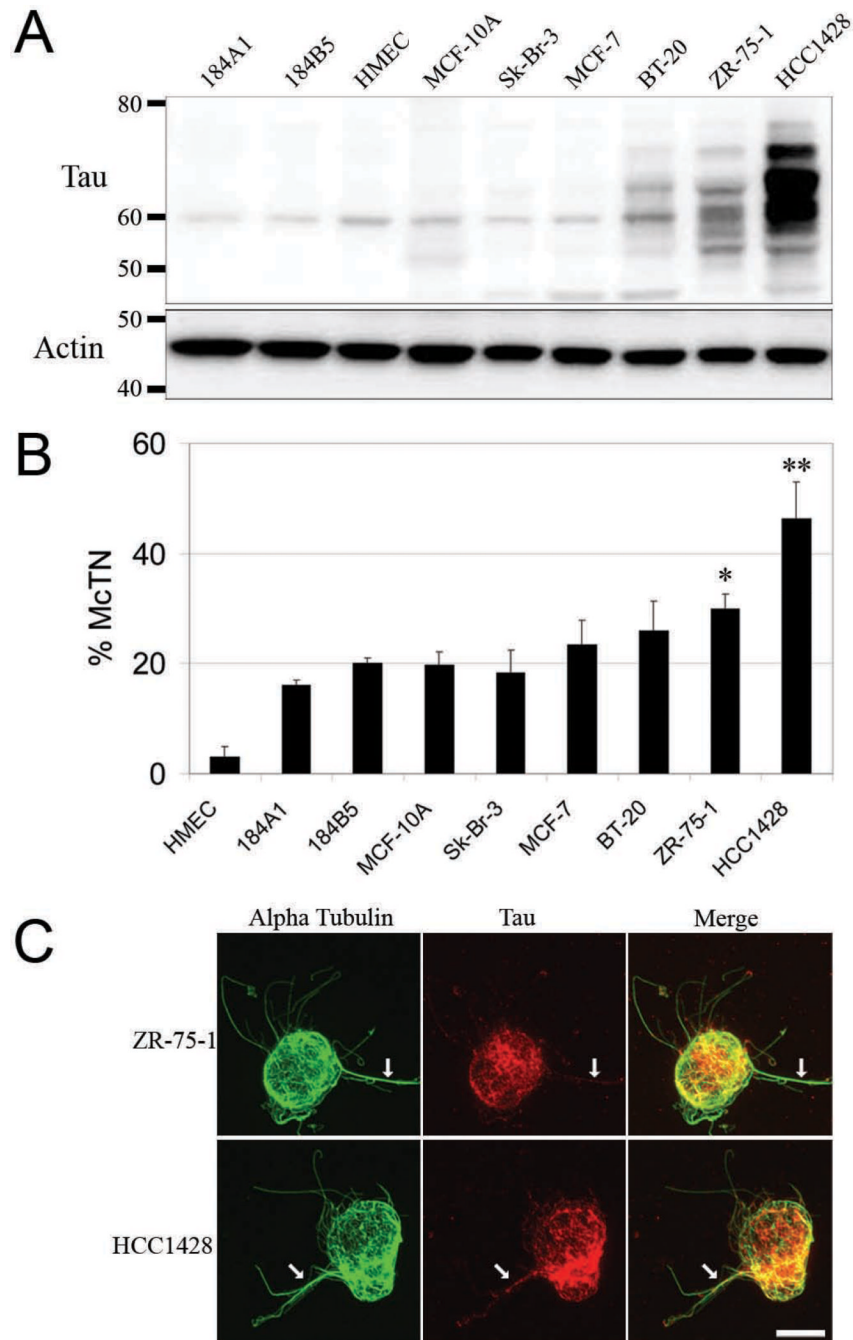 A
184A1 184B5 HMEC MCF-10A Sk-Br-3 MCF-7 BT-20 ZR-75-1 HCC1428
80
Tau
60
50
50
Actin
40
B
60
**
40
*
% McTN
20
0
HMEC 184A1 184B5 MCF-10A Sk-Br-3 MCF-7 BT-20 ZR-75-1 HCC1428
C
Alpha Tubulin Tau Merge
ZR-75-1
HCC1428